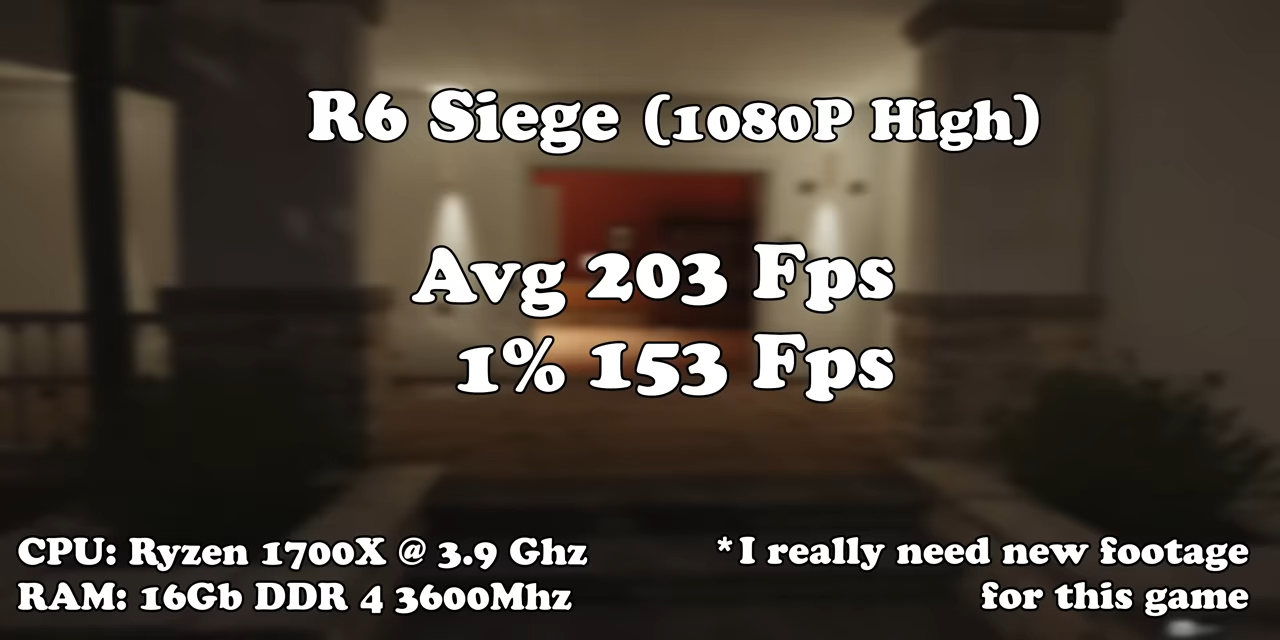 R6 Siege (1080P High)
Avg 203 Fps
1% 153 Fps
CPU: Ryzen 1700X @ 3.9 Ghz
RAM: 16Gb DDR 4 3600Mhz
*I really need new footage
for this game